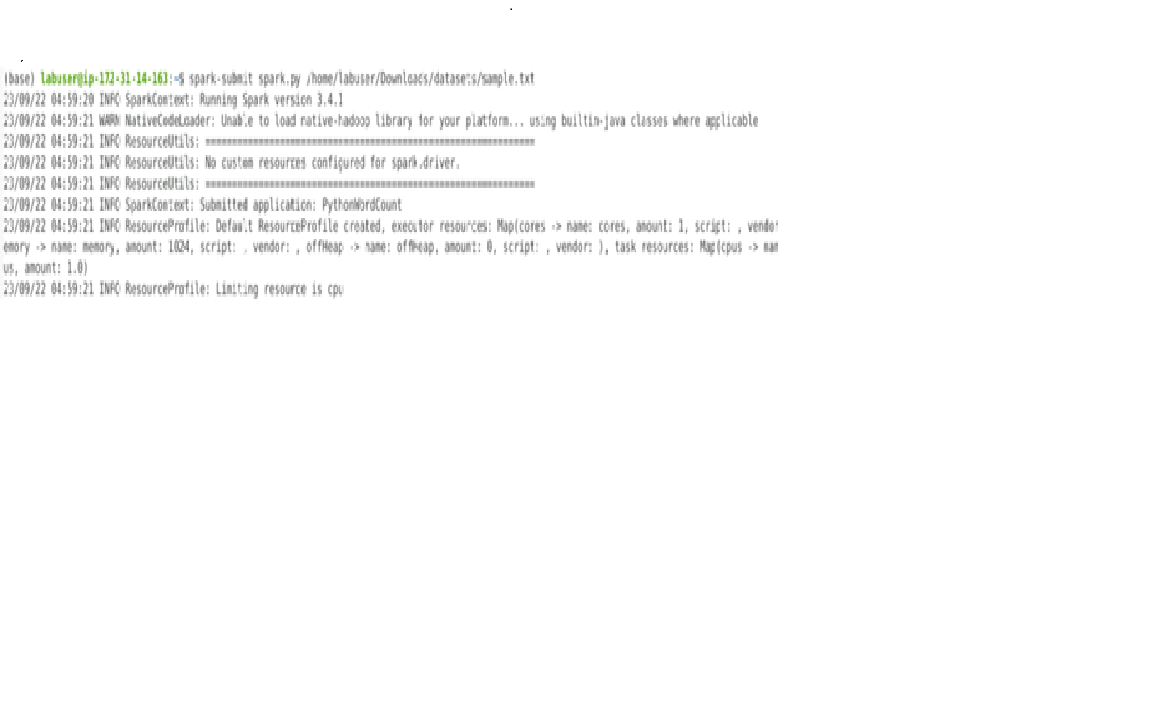 (base) labuser@ip-172-31-14-163:~$ spark-submit spark.py /home/labuser/Downloads/datasets/sample.txt
23/09/22 04:59:20 INFO SparkContext: Running Spark version 3.4.1
23/09/22 04:59:21 WARN NativeCodeLoader: Unable to load native-hadoop library for your platform... using builtin-java classes where applicable
23/09/22 04:59:21 INFO ResourceUtils: ==============================================================
23/09/22 04:59:21 INFO ResourceUtils: No custom resources configured for spark.driver.
23/09/22 04:59:21 INFO ResourceUtils: ==============================================================
23/09/22 04:59:21 INFO SparkContext: Submitted application: PythonWordCount
23/09/22 04:59:21 INFO ResourceProfile: Default ResourceProfile created, executor resources: Map(cores -> name: cores, amount: 1, script: , vendor
emory -> name: memory, amount: 1024, script: , vendor: , offHeap -> name: offHeap, amount: 0, script: , vendor: ), task resources: Map(cpus -> nam
us, amount: 1.0)
23/09/22 04:59:21 INFO ResourceProfile: Limiting resource is cpu